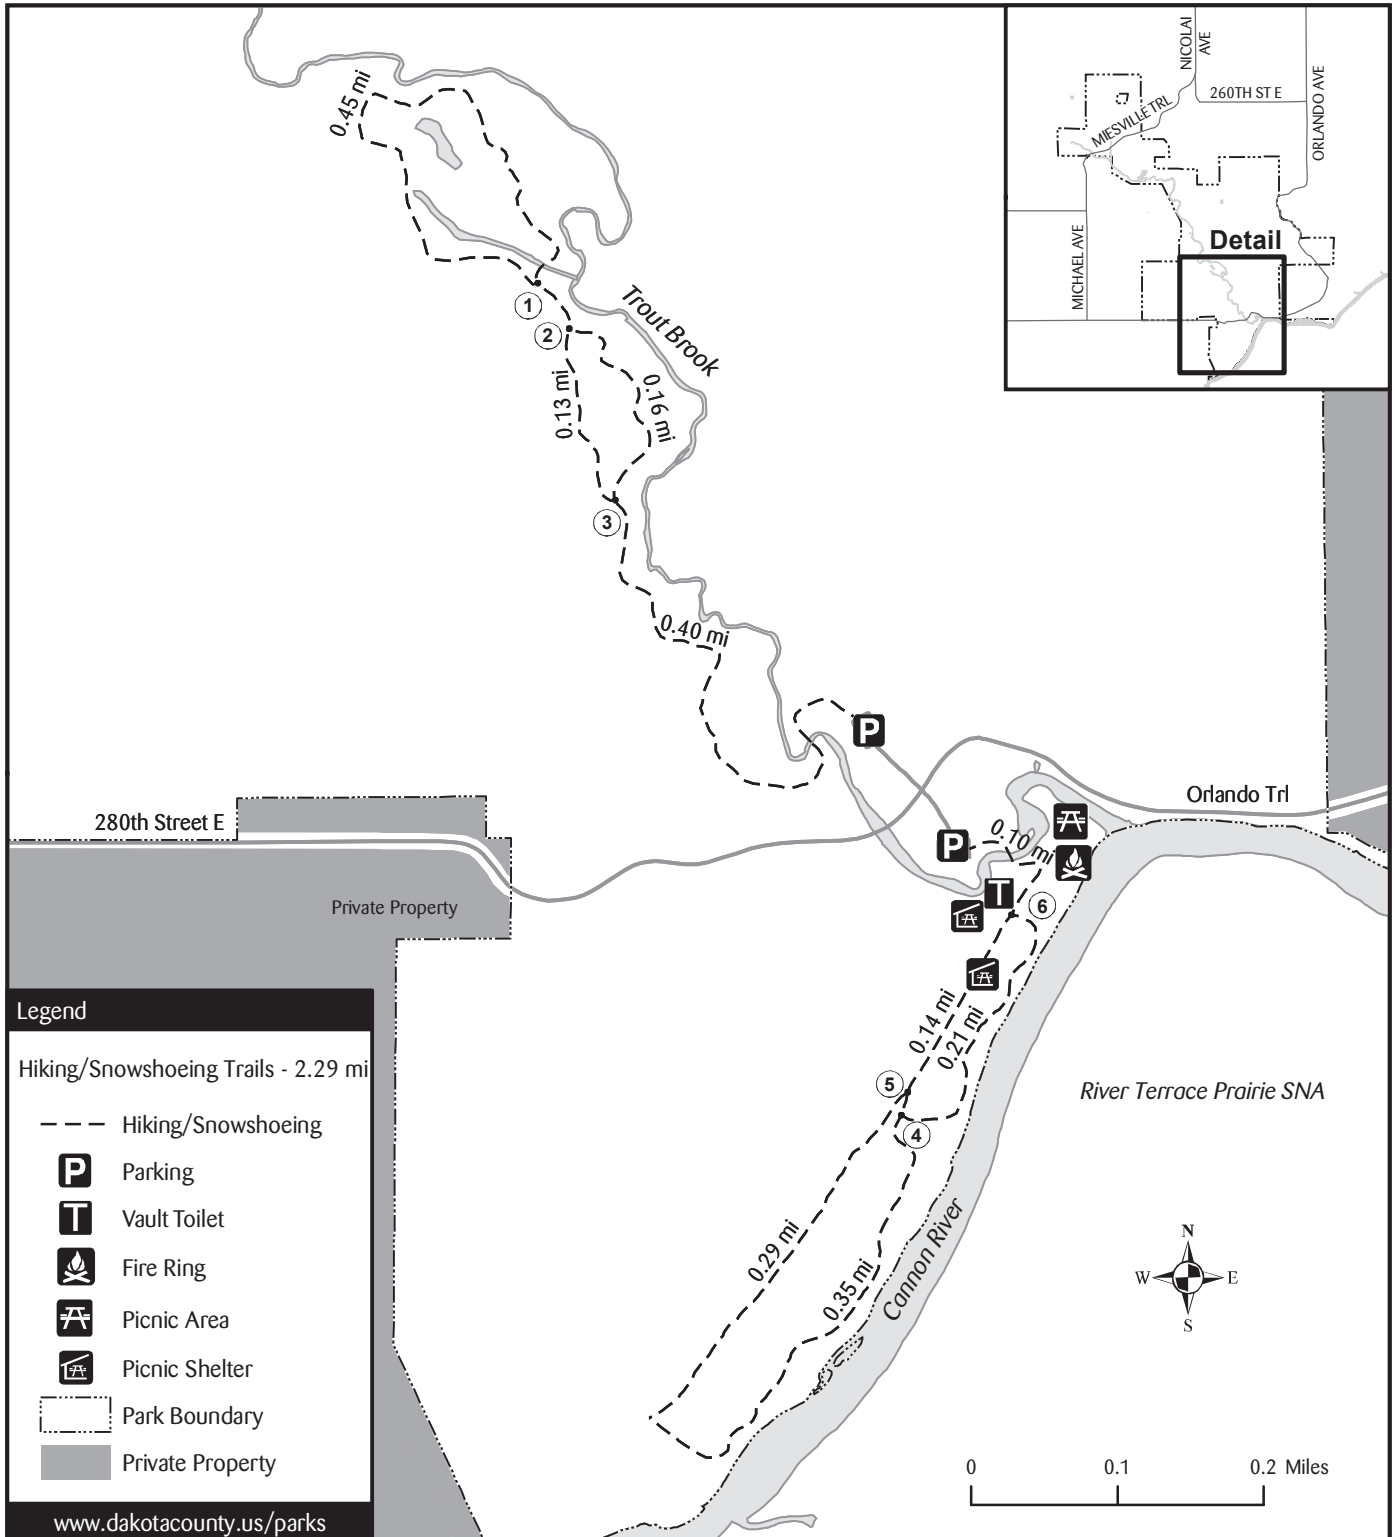 NICOLAI
AVE
260TH ST E
ORLANDO AVE
MIESVILLE TRL
MICHAEL AVE
Detail
0.45 mi
1
2
Trout Brook
0.13 mi
0.16 mi
3
0.40 mi
P
Orlando Trl
280th Street E
P
0.10 mi
T
6
Private Property
0.14 mi
0.21 mi
5
4
River Terrace Prairie SNA
0.29 mi
0.35 mi
Cannon River
N
W
E
S
0
0.1
0.2 Miles
Legend
Hiking/Snowshoeing Trails - 2.29 mi
Hiking/Snowshoeing
P Parking
T Vault Toilet
Fire Ring
Picnic Area
Picnic Shelter
Park Boundary
Private Property
www.dakotacounty.us/parks